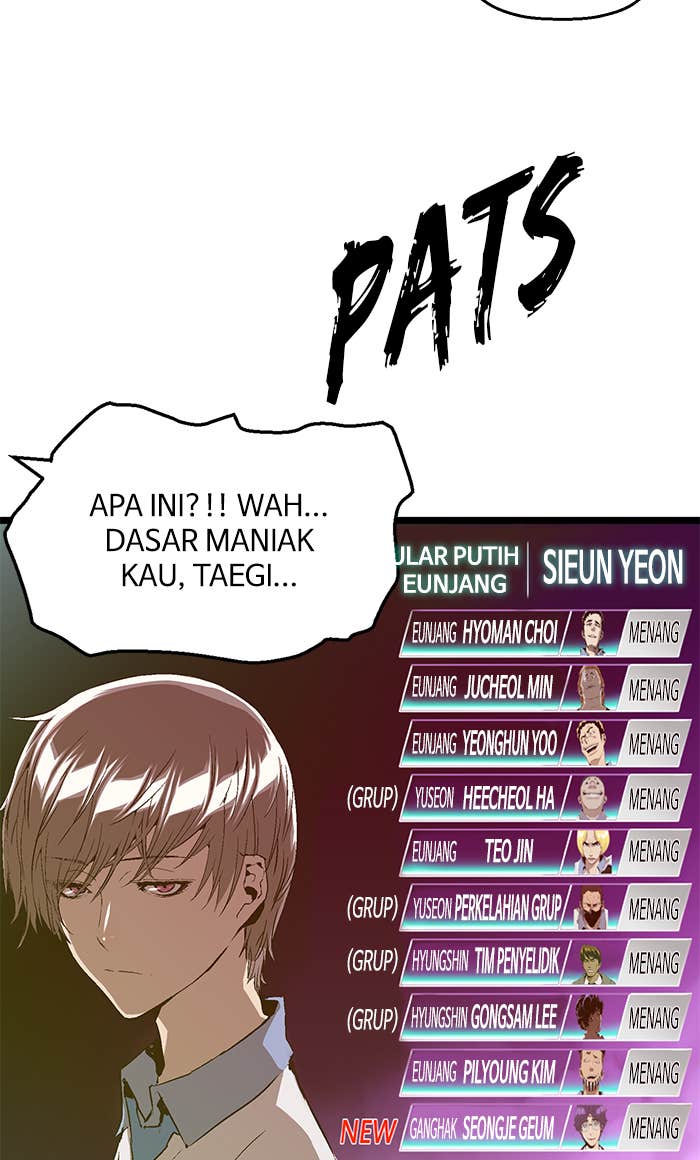 PATS
APA INI?!! WAH...
DASAR MANIAK
KAU, TAEGI...
ULAR PUTIH
EUNJANG
SIEUN YEON
EUNJANG HYOMAN CHOI MENANG
EUNJANG JUCHEOL MIN MENANG
EUNJANG YEONGHUN YOO MENANG
(GRUP) YUSEON HEECHEOL HA MENANG
EUNJANG TEO JIN MENANG
(GRUP) YUSEON PERKELAHIAN GRUP MENANG
(GRUP) HYUNGSHIN TIM PENYELIDIK MENANG
(GRUP) HYUNGSHIN GONGSAM LEE MENANG
EUNJANG PILYOUNG KIM MENANG
NEW GANGHAK SEONGJE GEUM MENANG